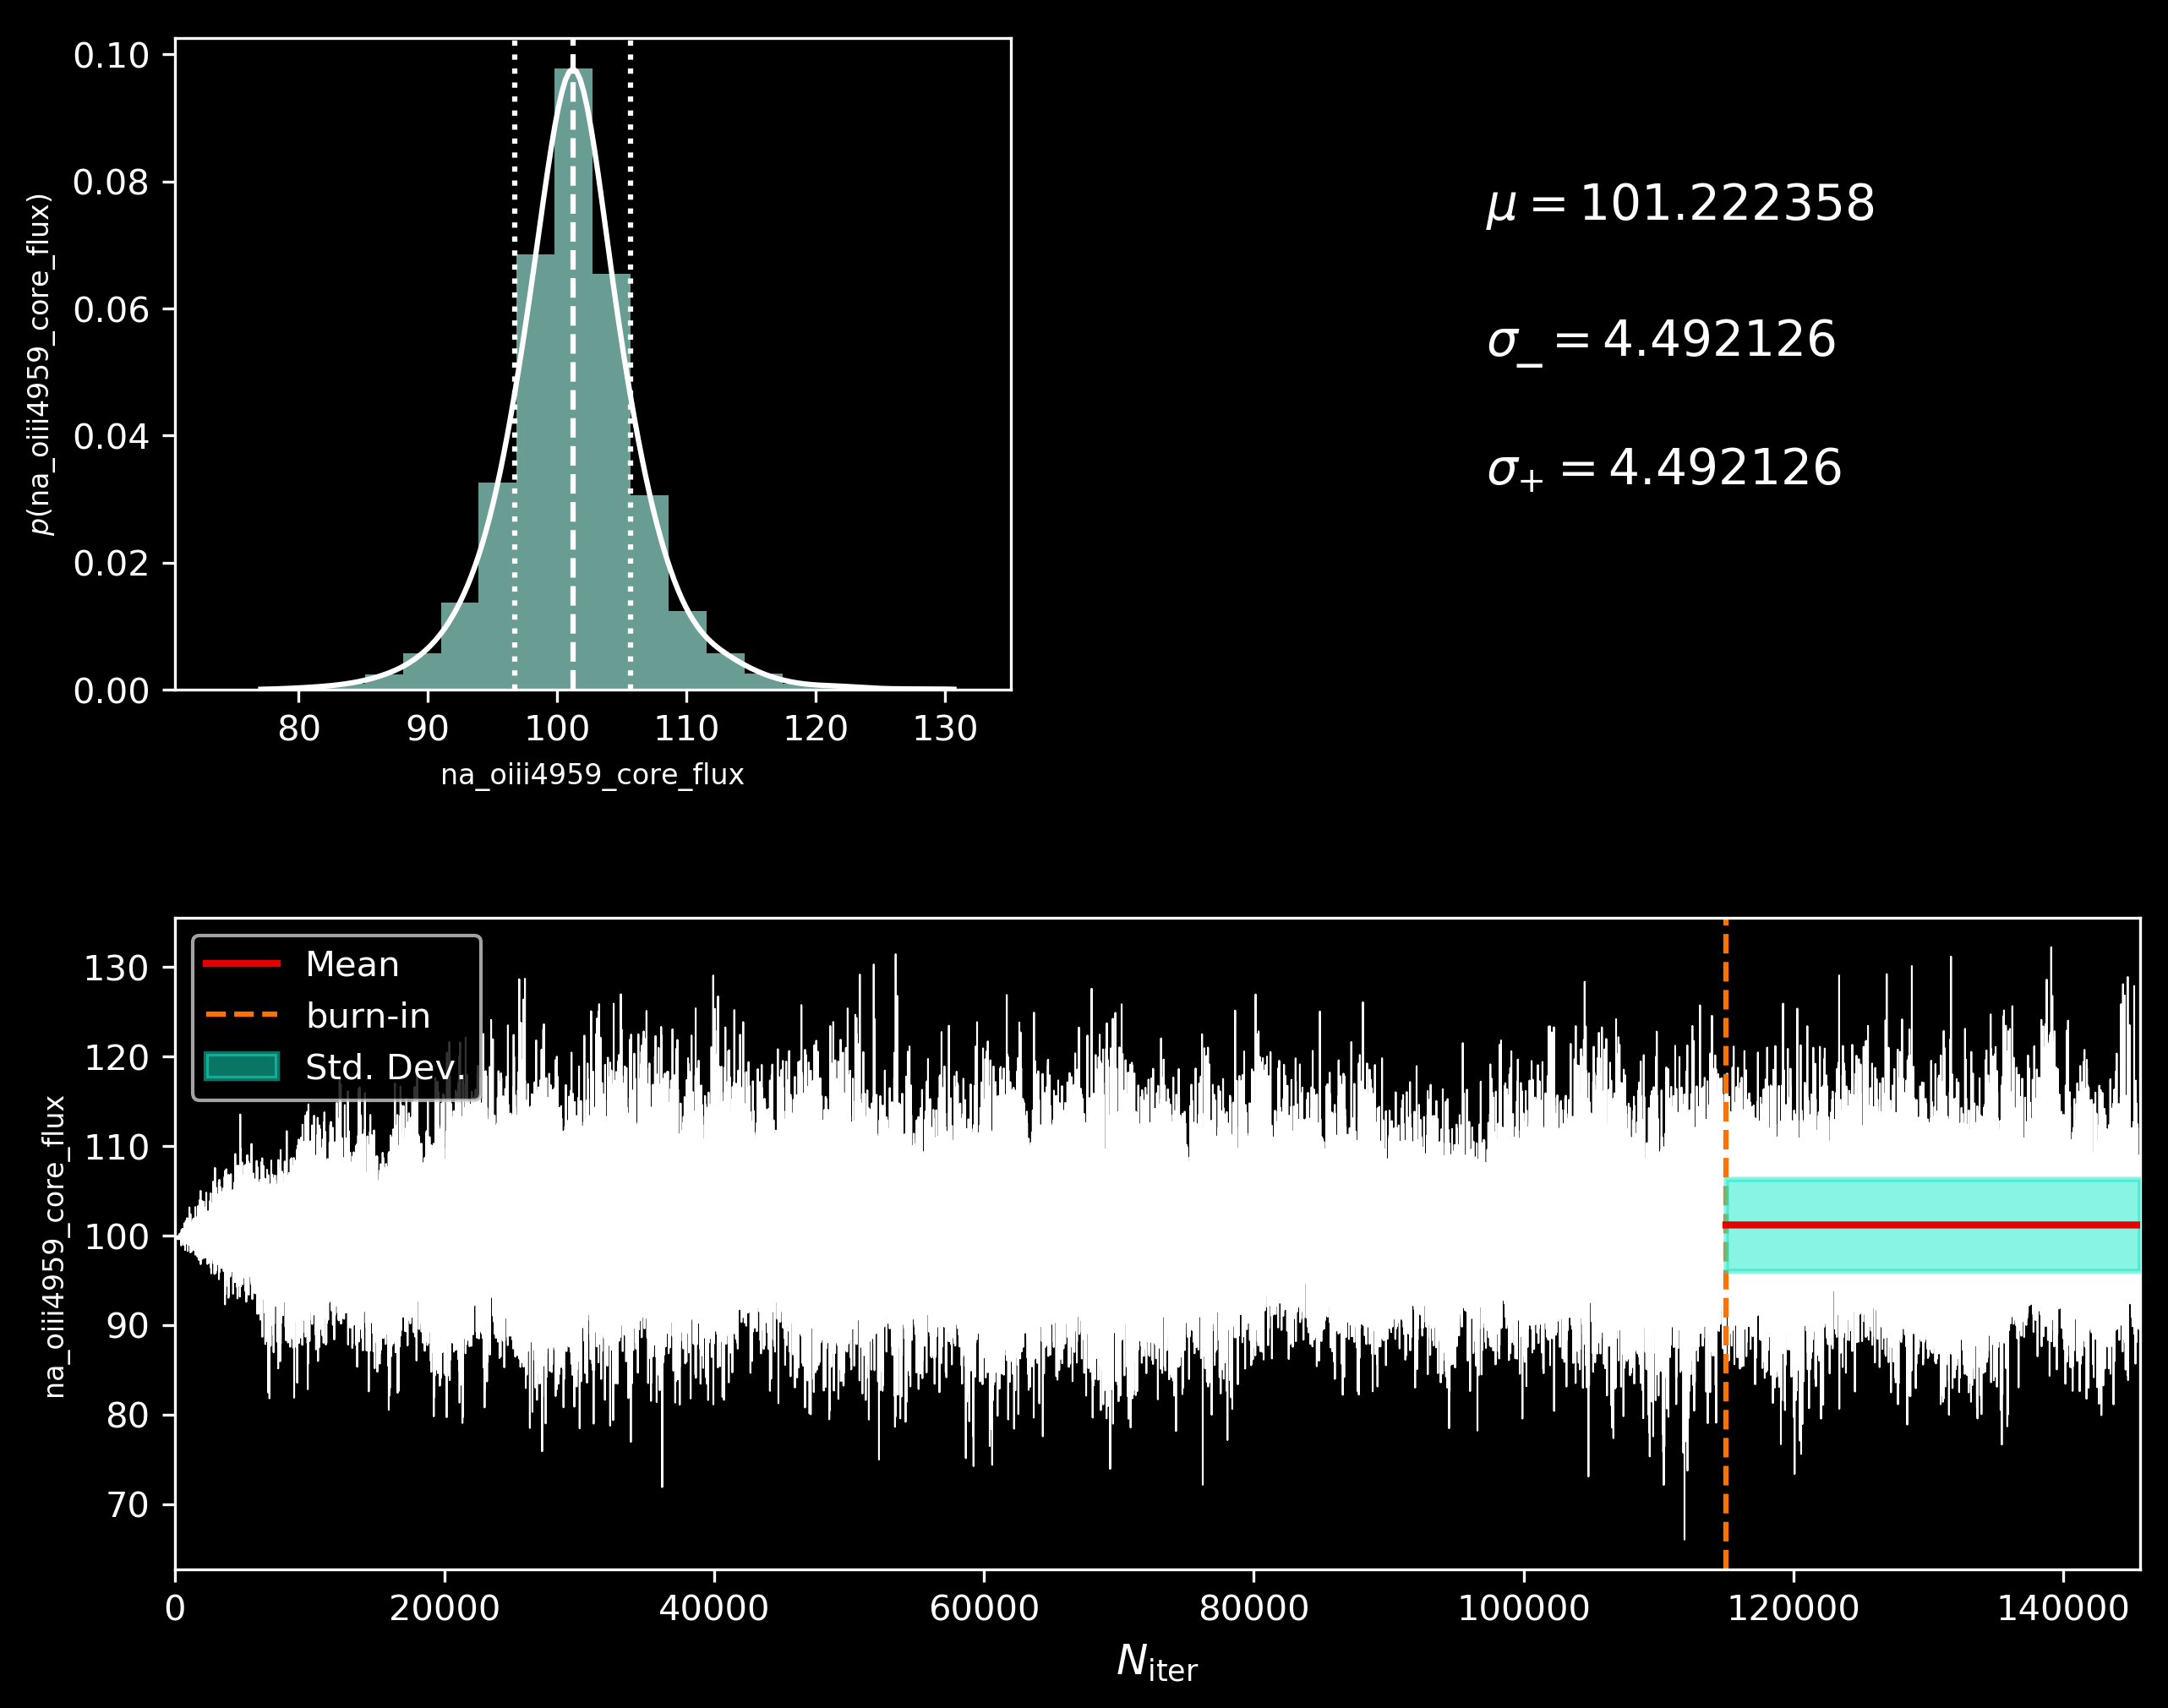 0.10
0.08
0.06
0.04
0.02
0.00
p(na_oiii4959_core_flux)
80 90 100 110 120 130
na_oiii4959_core_flux
μ = 101.222358
σ_ = 4.492126
σ+ = 4.492126
Mean
burn-in
Std. Dev.
130
120
110
100
90
80
70
na_oiii4959_core_flux
0 20000 40000 60000 80000 100000 120000 140000
Niter